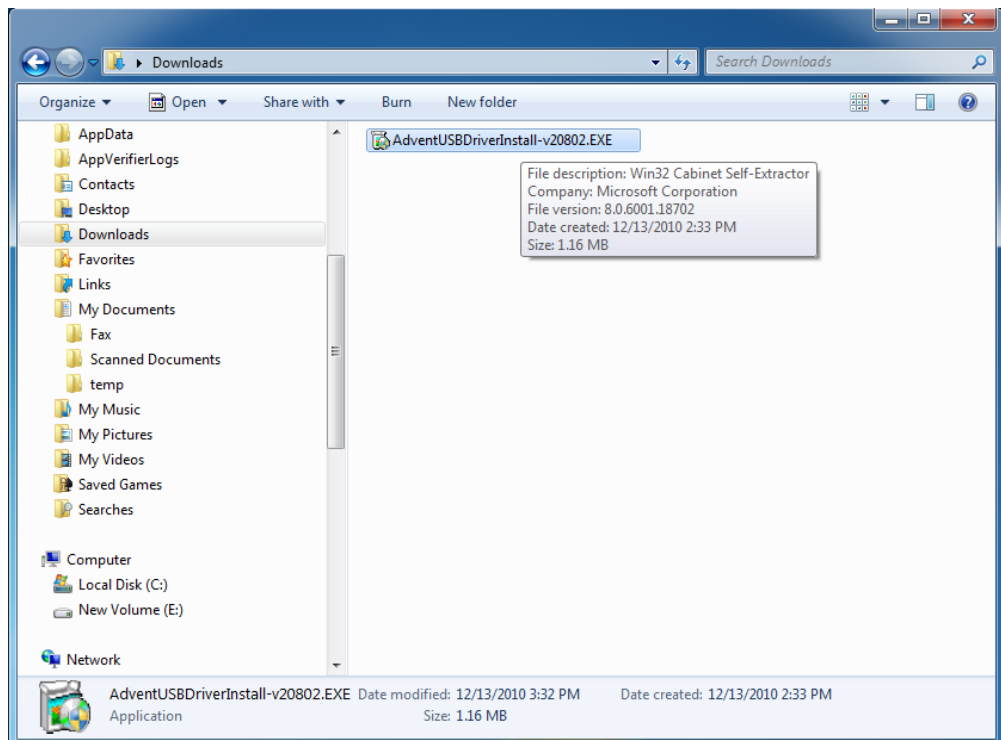 Downloads
Search Downloads
Organize Open Share with Burn New folder
AppData
AppVerifierLogs
Contacts
Desktop
Downloads
Favorites
Links
My Documents
Fax
Scanned Documents
temp
My Music
My Pictures
My Videos
Saved Games
Searches
Computer
Local Disk (C:)
New Volume (E:)
Network
AdventUSBDriverInstall-v20802.EXE
File description: Win32 Cabinet Self-Extractor
Company: Microsoft Corporation
File version: 8.0.6001.18702
Date created: 12/13/2010 2:33 PM
Size: 1.16 MB
AdventUSBDriverInstall-v20802.EXE Date modified: 12/13/2010 3:32 PM Date created: 12/13/2010 2:33 PM
Application Size: 1.16 MB